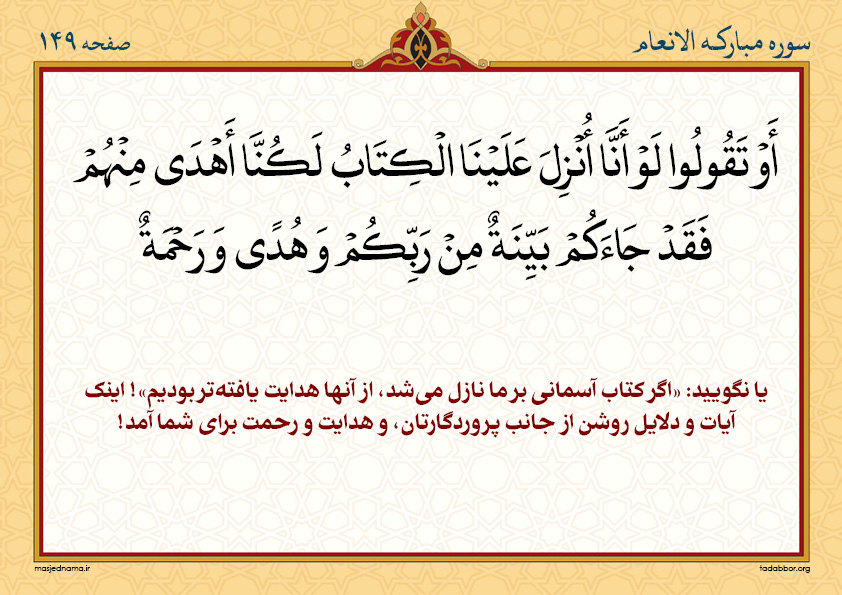 سوره مبارکه الانعام
صفحه ۱۴۹
أَوْ تَقُولُوا لَوْ أَنَّا أُنْزِلَ عَلَيْنَا الْكِتَابُ لَكُنَّا أَهْدَى مِنْهُمْ
فَقَدْ جَاءَكُمْ بَيِّنَةٌ مِنْ رَبِّكُمْ وَ هُدًى وَ رَحْمَةٌ
یا نگویید: «اگر کتاب آسمانی بر ما نازل می‌شد، از آنها هدایت یافته‌تر بودیم»! اینک
آیات و دلایل روشن از جانب پروردگارتان، و هدایت و رحمت برای شما آمد!
masjednama.ir
tadabbor.org